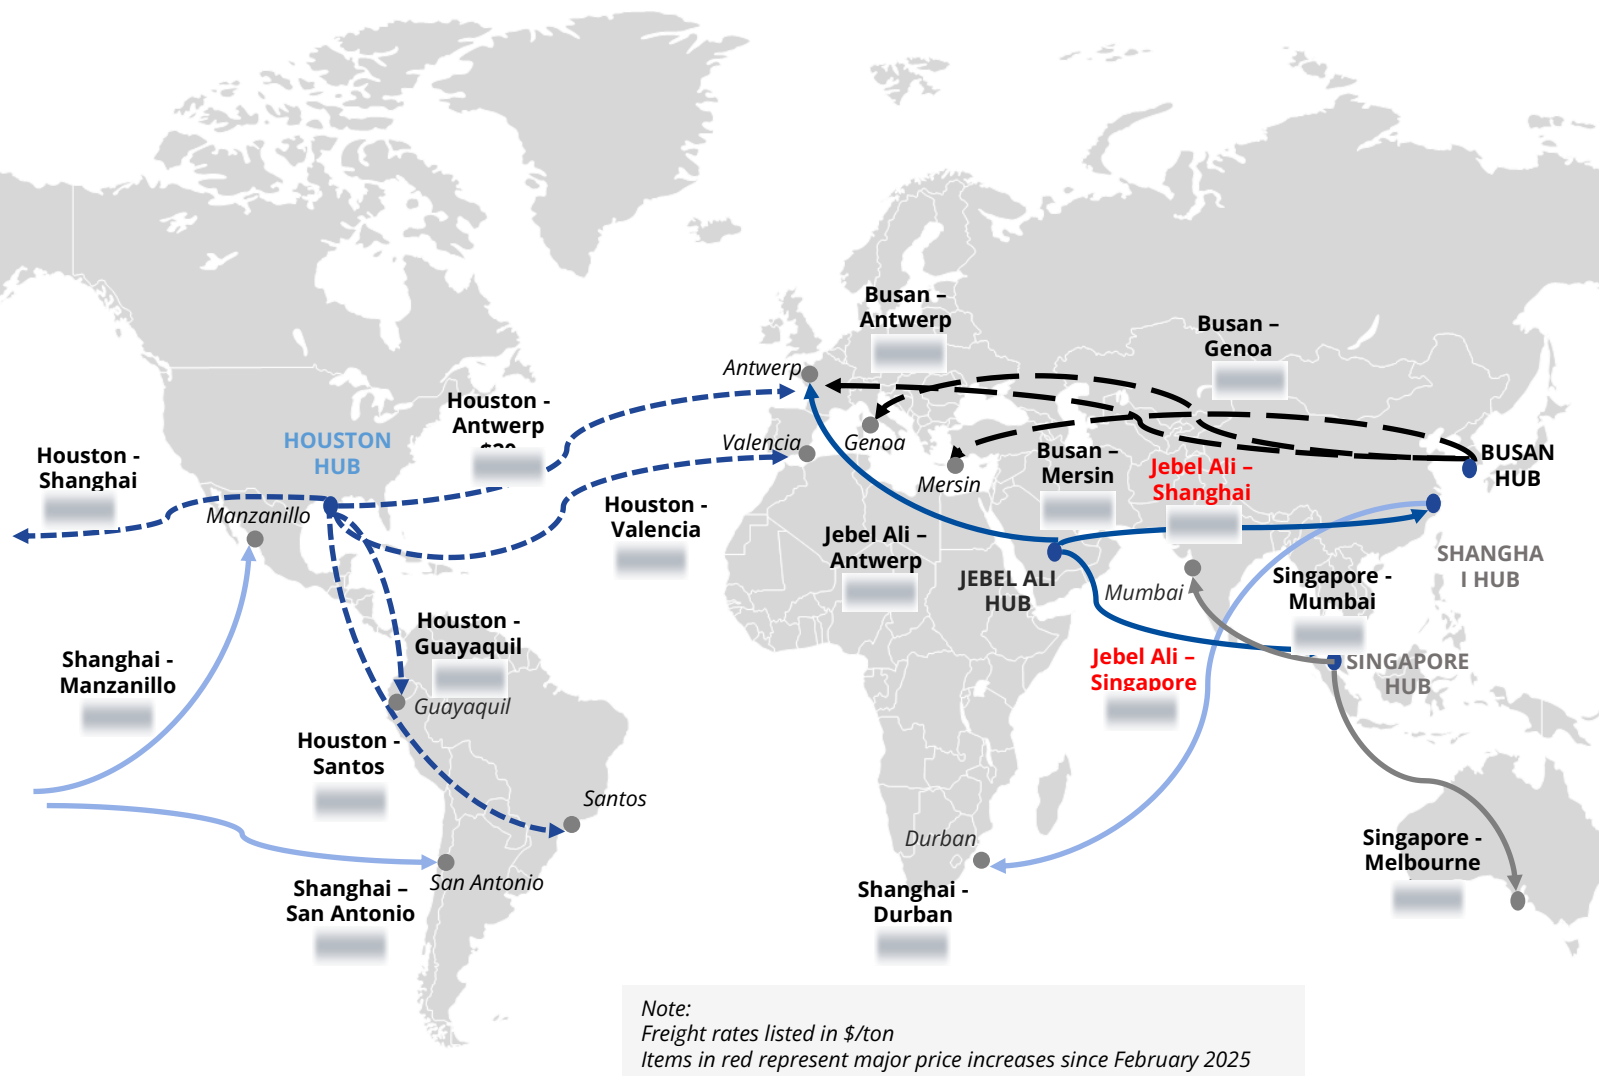 Busan –
Antwerp
Busan –
Genoa
Antwerp
Houston -
Antwerp
HOUSTON
HUB
Valencia
Genoa
Houston -
Shanghai
Busan –
Mersin
Jebel Ali –
Shanghai
BUSAN
HUB
Mersin
Manzanillo
Houston -
Valencia
Jebel Ali –
Antwerp
JEBEL ALI
HUB
Mumbai
Singapore -
Mumbai
SHANGHA
I HUB
Houston -
Guayaquil
Guayaquil
Shanghai -
Manzanillo
Jebel Ali –
Singapore
SINGAPORE
HUB
Houston -
Santos
Santos
Durban
Singapore -
Melbourne
San Antonio
Shanghai –
San Antonio
Shanghai -
Durban
Note:
Freight rates listed in $/ton
Items in red represent major price increases since February 2025